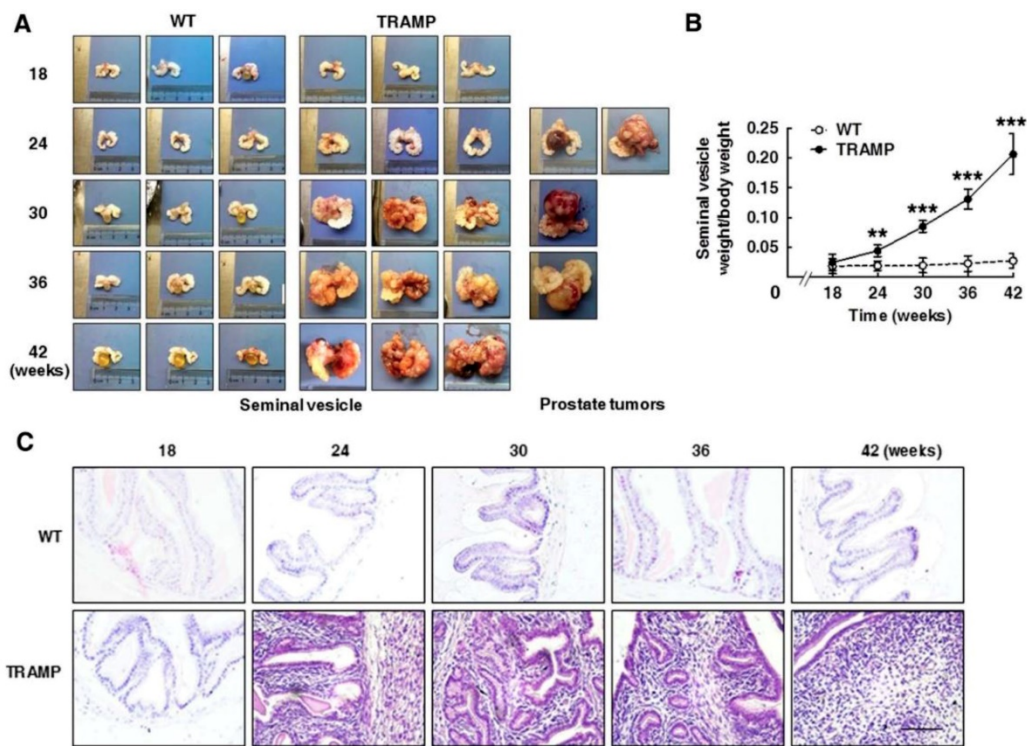 A
WT TRAMP
18
24
30
36
42
(weeks)
Seminal vesicle
Prostate tumors
B
Seminal vesicle
weight/body weight
0.25
0.20
0.15
0.10
0.05
0
WT
TRAMP
**
***
***
***
18 24 30 36 42
Time (weeks)
C
18 24 30 36 42 (weeks)
WT
TRAMP